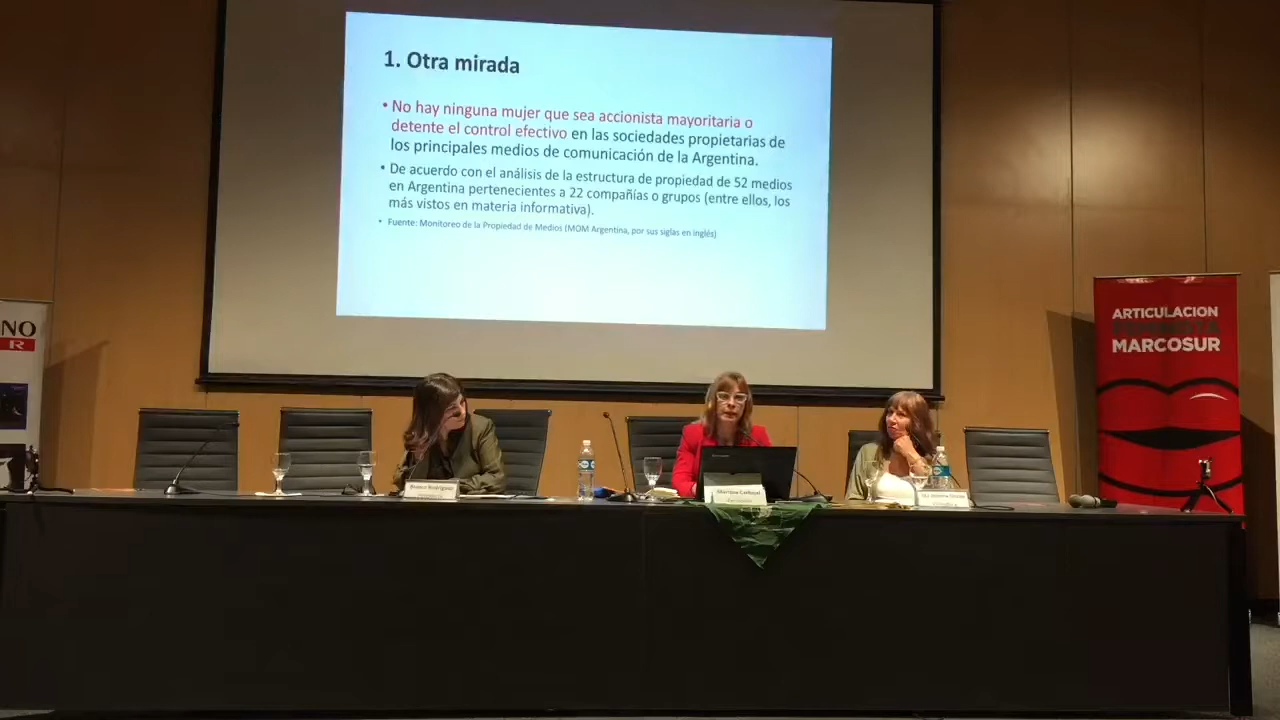 1. Otra mirada
• No hay ninguna mujer que sea accionista mayoritaria o
detente el control efectivo en las sociedades propietarias de
los principales medios de comunicación de la Argentina.
• De acuerdo con el análisis de la estructura de propiedad de 52 medios
en Argentina pertenecientes a 22 compañías o grupos (entre ellos, los
más vistos en materia informativa).
• Fuente: Monitoreo de la Propiedad de Medios (MOM Argentina, por sus siglas en inglés)
NO
R
ARTICULACION
FEMINISTA
MARCOSUR
Mariana Carbajal